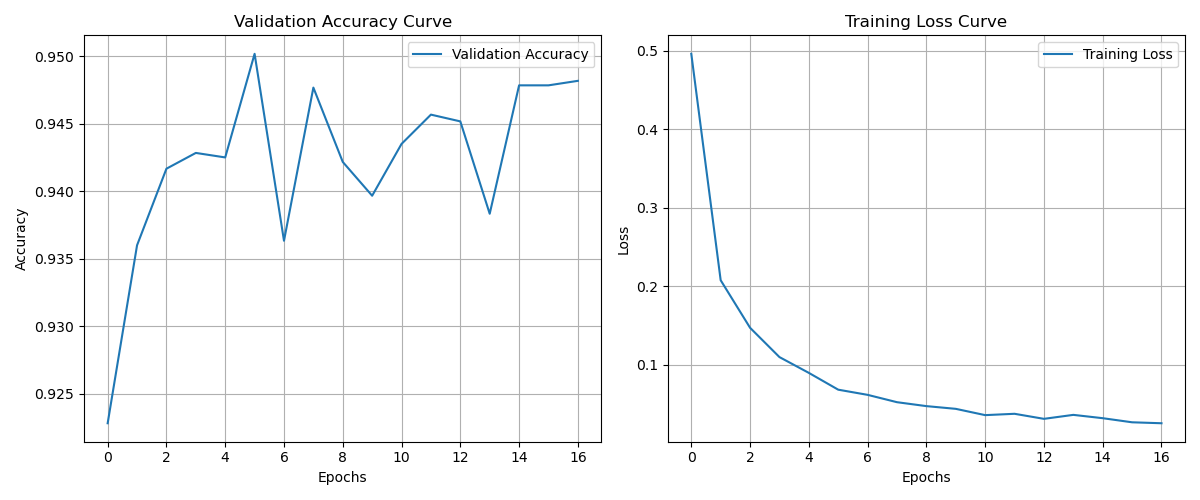 Validation Accuracy Curve
Validation Accuracy
0.950
0.945
0.940
0.935
0.930
0.925
Accuracy
0 2 4 6 8 10 12 14 16
Epochs
Training Loss Curve
Training Loss
0.5
0.4
0.3
0.2
0.1
Loss
0 2 4 6 8 10 12 14 16
Epochs